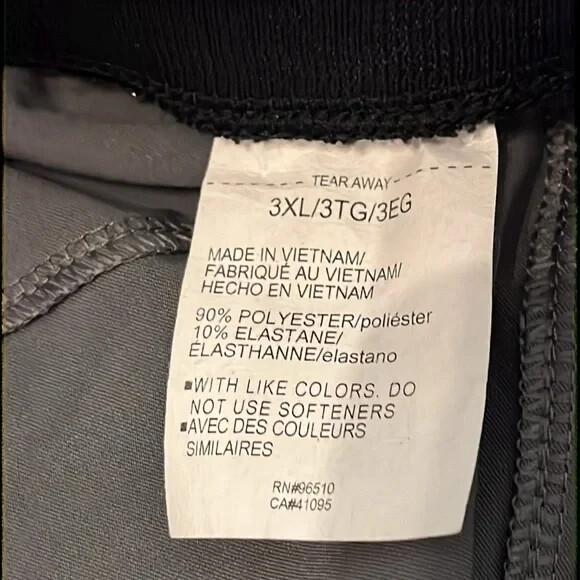 TEAR AWAY
3XL/3TG/3EG
MADE IN VIETNAM/
FABRIQUÉ AU VIETNAM/
HECHO EN VIETNAM
90% POLYESTER/poliéster
10% ELASTANE/
ÉLASTHANNE/elastano
▪WITH LIKE COLORS. DO
NOT USE SOFTENERS
▪AVEC DES COULEURS
SIMILAIRES
RN#96510
CA#41095